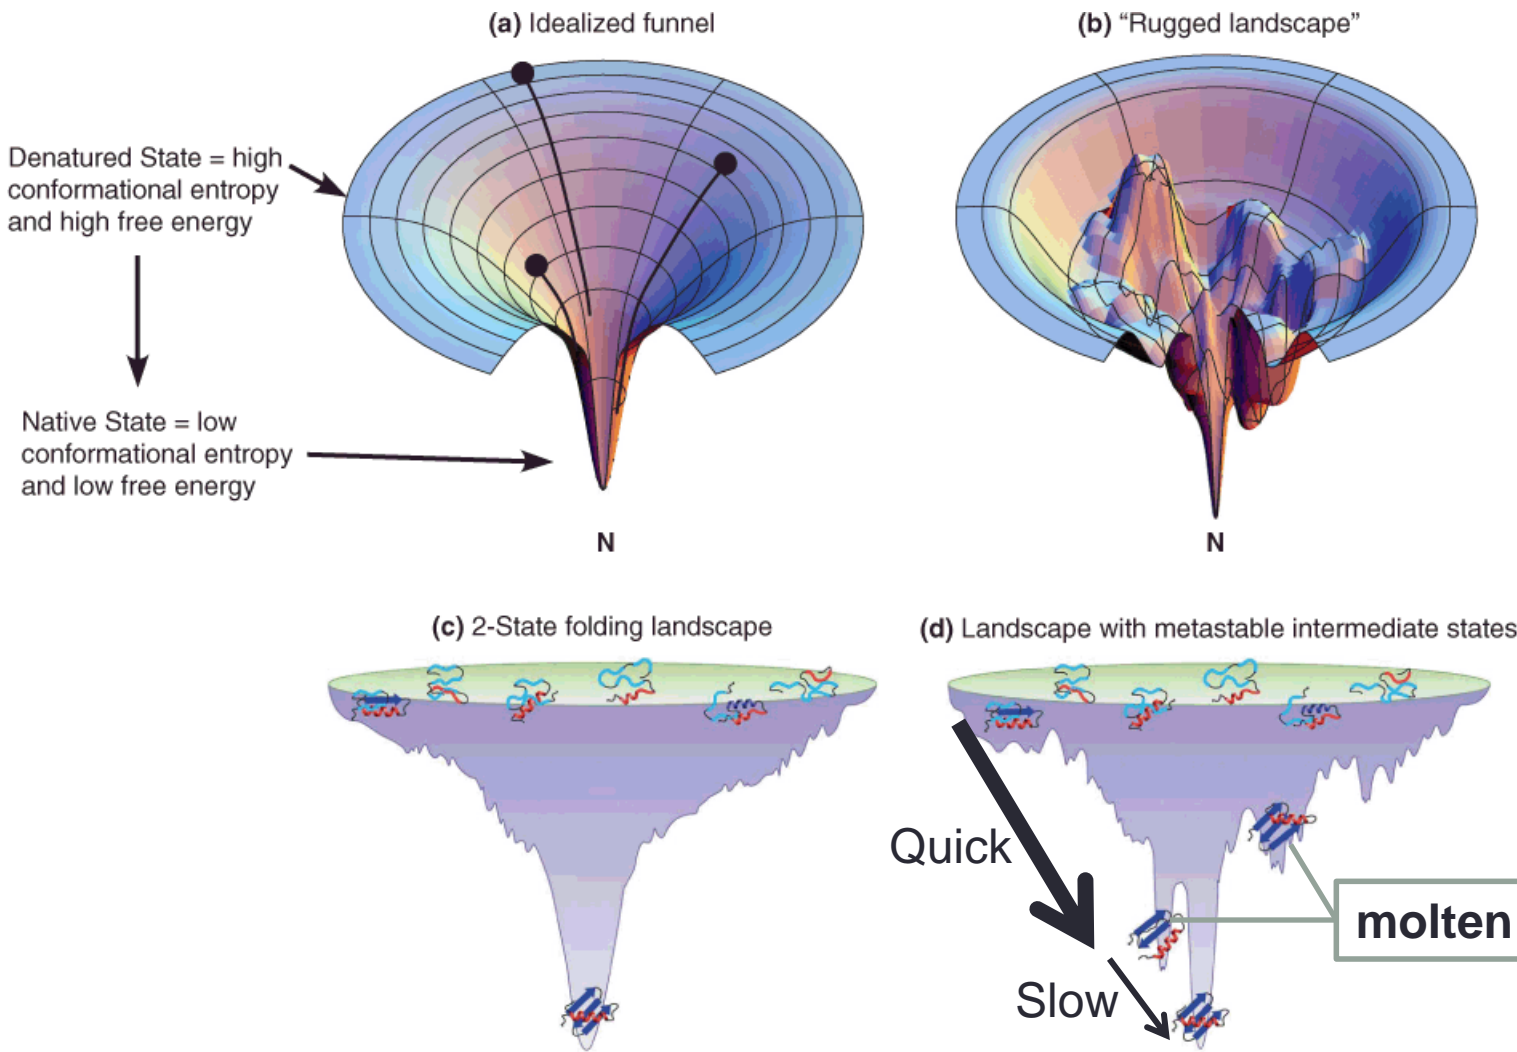 (a) Idealized funnel
(b) “Rugged landscape”
Denatured State = high
conformational entropy
and high free energy
Native State = low
conformational entropy
and low free energy
N
N
(c) 2-State folding landscape
(d) Landscape with metastable intermediate states
Quick
molten
Slow